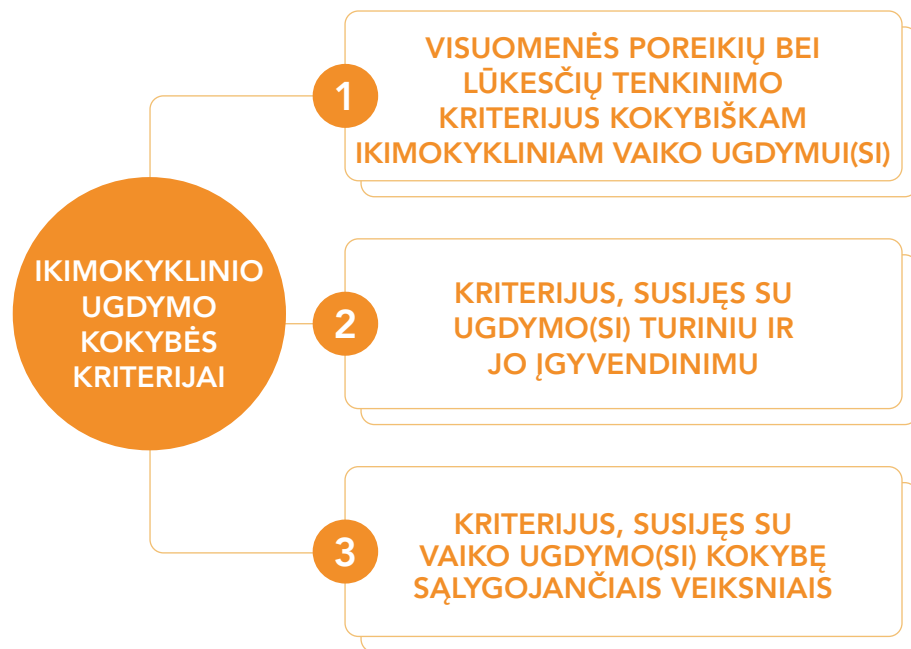 IKIMOKYKLINIO
UGDYMO
KOKYBĖS
KRITERIJAI
1
VISUOMENĖS POREIKIŲ BEI
LŪKESČIŲ TENKINIMO
KRITERIJUS KOKYBIŠKAM
IKIMOKYKLINIAM VAIKO UGDYMUI(SI)
2
KRITERIJUS, SUSIJĘS SU
UGDYMO(SI) TURINIU IR
JO ĮGYVENDINIMU
3
KRITERIJUS, SUSIJĘS SU
VAIKO UGDYMO(SI) KOKYBĘ
SĄLYGOJANČIAIS VEIKSNIAIS